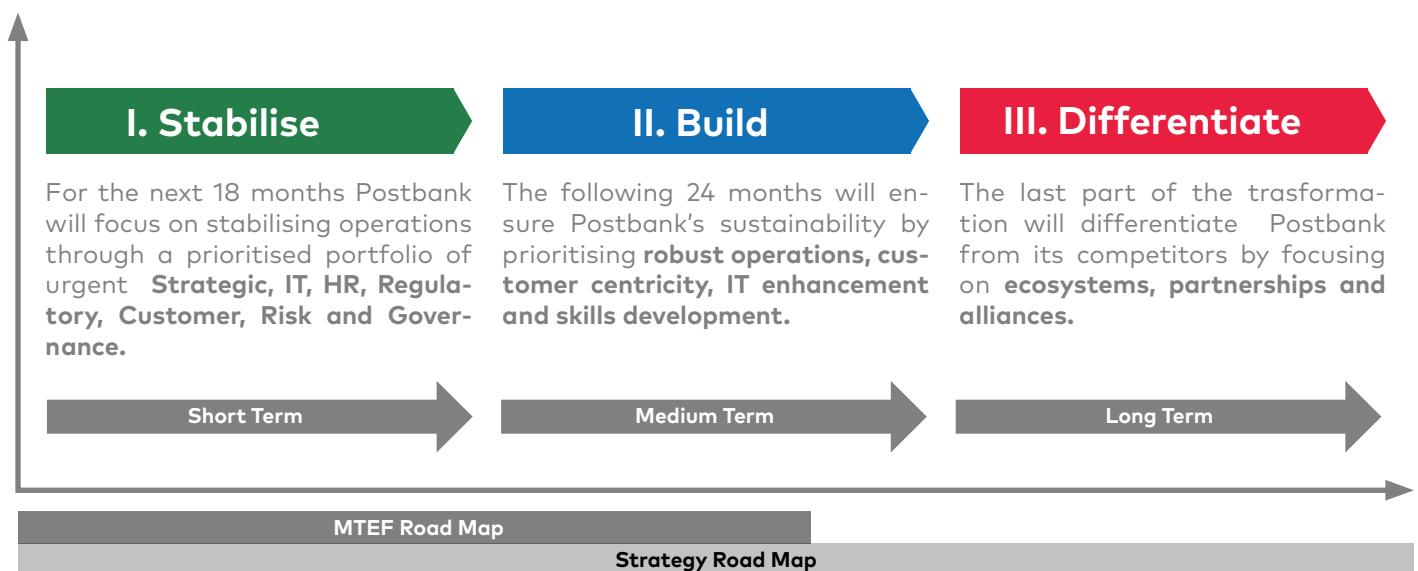 I. Stabilise
For the next 18 months Postbank
will focus on stabilising operations
through a prioritised portfolio of
urgent Strategic, IT, HR, Regula-
tory, Customer, Risk and Gover-
nance.
Short Term
II. Build
The following 24 months will en-
sure Postbank's sustainability by
prioritising robust operations, cus-
tomer centricity, IT enhancement
and skills development.
Medium Term
III. Differentiate
The last part of the trasforma-
tion will differentiate Postbank
from its competitors by focusing
on ecosystems, partnerships and
alliances.
Long Term
MTEF Road Map
Strategy Road Map